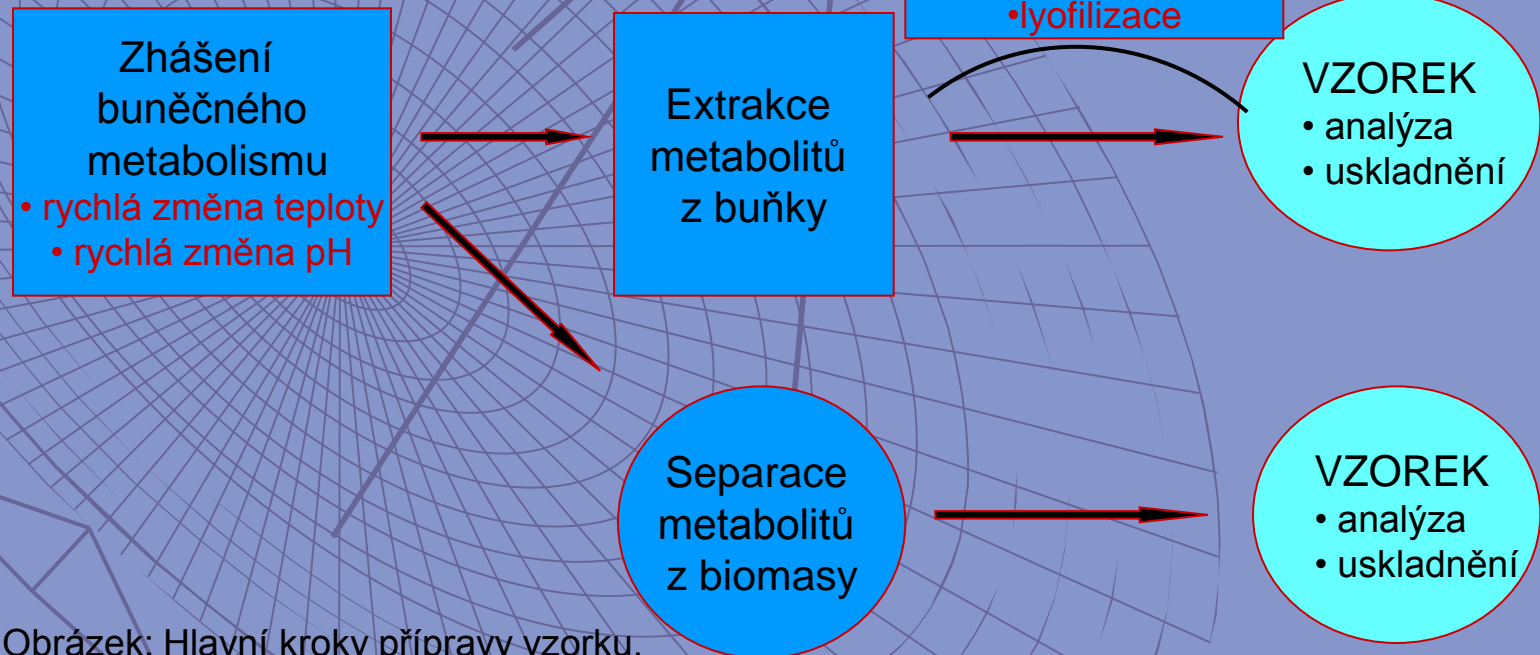 •lyofilizace
Zhášení
buněčného
metabolismu
• rychlá změna teploty
• rychlá změna pH
Extrakce
metabolitů
z buňky
VZOREK
• analýza
• uskladnění
Separace
metabolitů
z biomasy
VZOREK
• analýza
• uskladnění
Obrázek: Hlavní kroky přípravy vzorku.